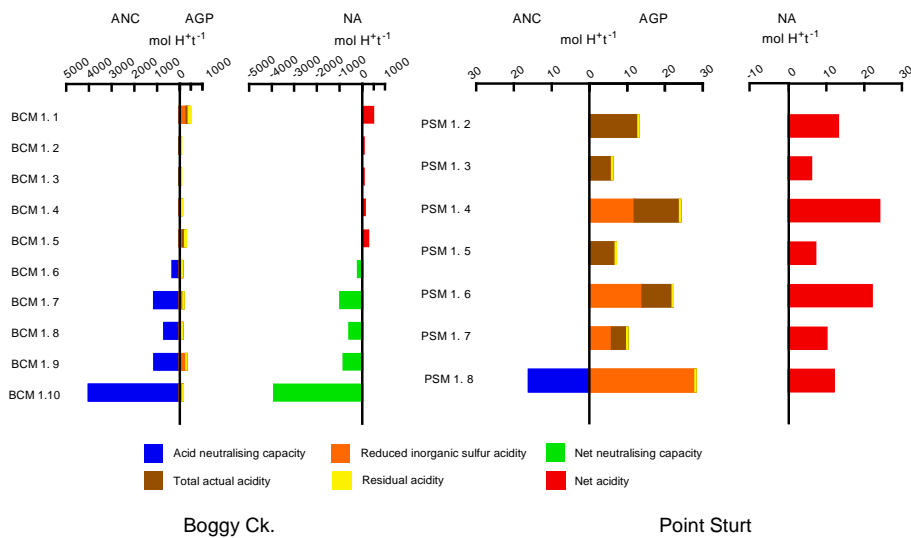 ANC AGP NA ANC AGP NA
mol H⁺t⁻¹ mol H⁺t⁻¹ mol H⁺t⁻¹ mol H⁺t⁻¹
5000 4000 3000 2000 1000 0 1000
-5000 -4000 -3000 -2000 -1000 0 1000
30 20 10 0 10 20 30
-10 0 10 20 30
BCM 1. 1
BCM 1. 2
BCM 1. 3
BCM 1. 4
BCM 1. 5
BCM 1. 6
BCM 1. 7
BCM 1. 8
BCM 1. 9
BCM 1.10
PSM 1. 2
PSM 1. 3
PSM 1. 4
PSM 1. 5
PSM 1. 6
PSM 1. 7
PSM 1. 8
Acid neutralising capacity
Reduced inorganic sulfur acidity
Net neutralising capacity
Total actual acidity
Residual acidity
Net acidity
Boggy Ck.
Point Sturt